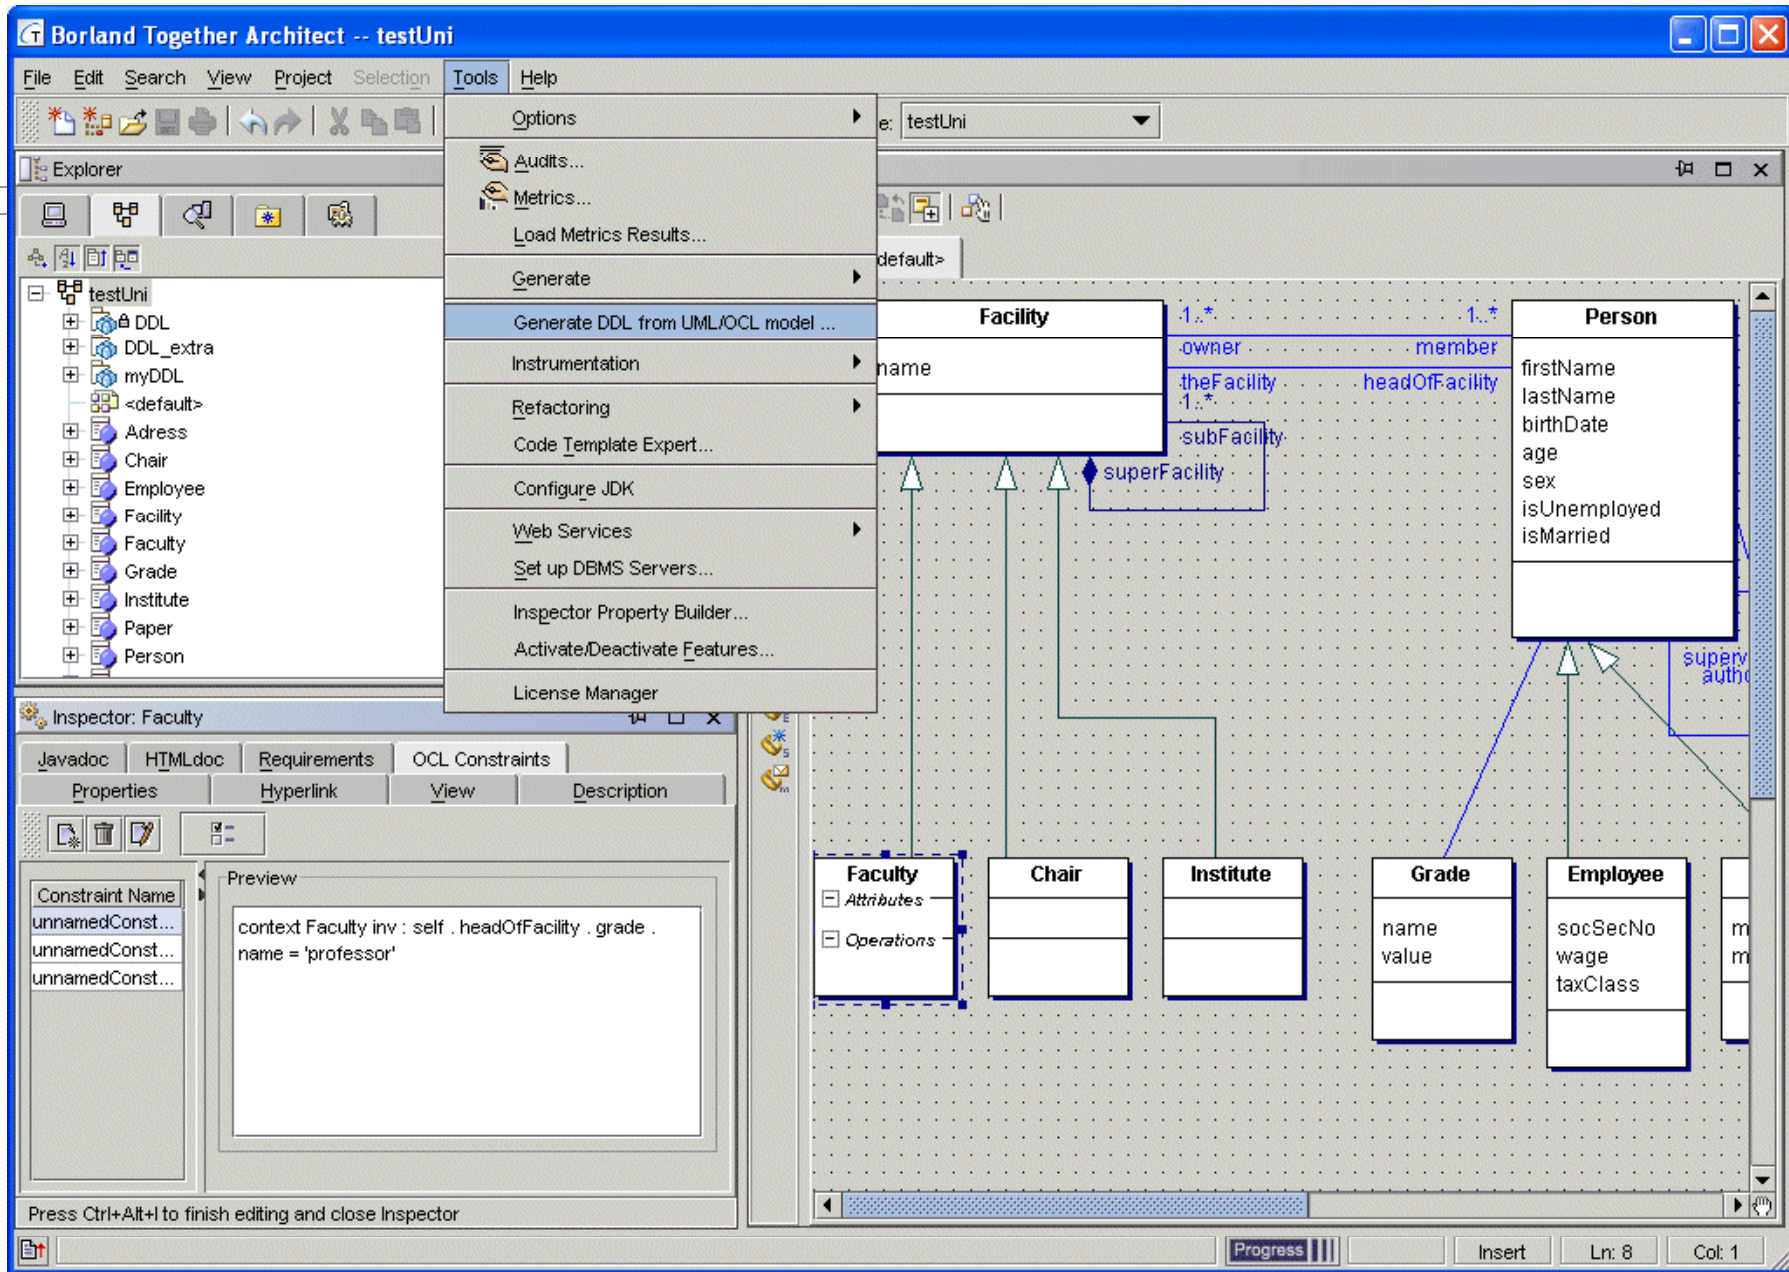 Borland Together Architect -- testUni
File Edit Search View Project Selection Tools Help
e: testUni
Options
Audits...
Metrics...
Load Metrics Results...
Generate
Generate DDL from UML/OCL model ...
Instrumentation
Refactoring
Code Template Expert...
Configure JDK
Web Services
Set up DBMS Servers...
Inspector Property Builder...
Activate/Deactivate Features...
License Manager
Explorer
testUni
DDL
DDL_extra
myDDL
<default>
Adress
Chair
Employee
Facility
Faculty
Grade
Institute
Paper
Person
default>
Facility
name
1..*
1..*
owner
member
theFacility
headOfFacility
1..*
subFacility
superFacility
Person
firstName
lastName
birthDate
age
sex
isUnemployed
isMarried
superv
autho
Faculty
Attributes
Operations
Chair
Institute
Grade
name
value
Employee
socSecNo
wage
taxClass
m
m
Inspector: Faculty
Javadoc HTMLdoc Requirements OCL Constraints
Properties Hyperlink View Description
Constraint Name
unnamedConst...
unnamedConst...
unnamedConst...
Preview
context Faculty inv : self . headOfFacility . grade .
name = 'professor'
Press Ctrl+Alt+I to finish editing and close Inspector
Progress
Insert
Ln: 8
Col: 1